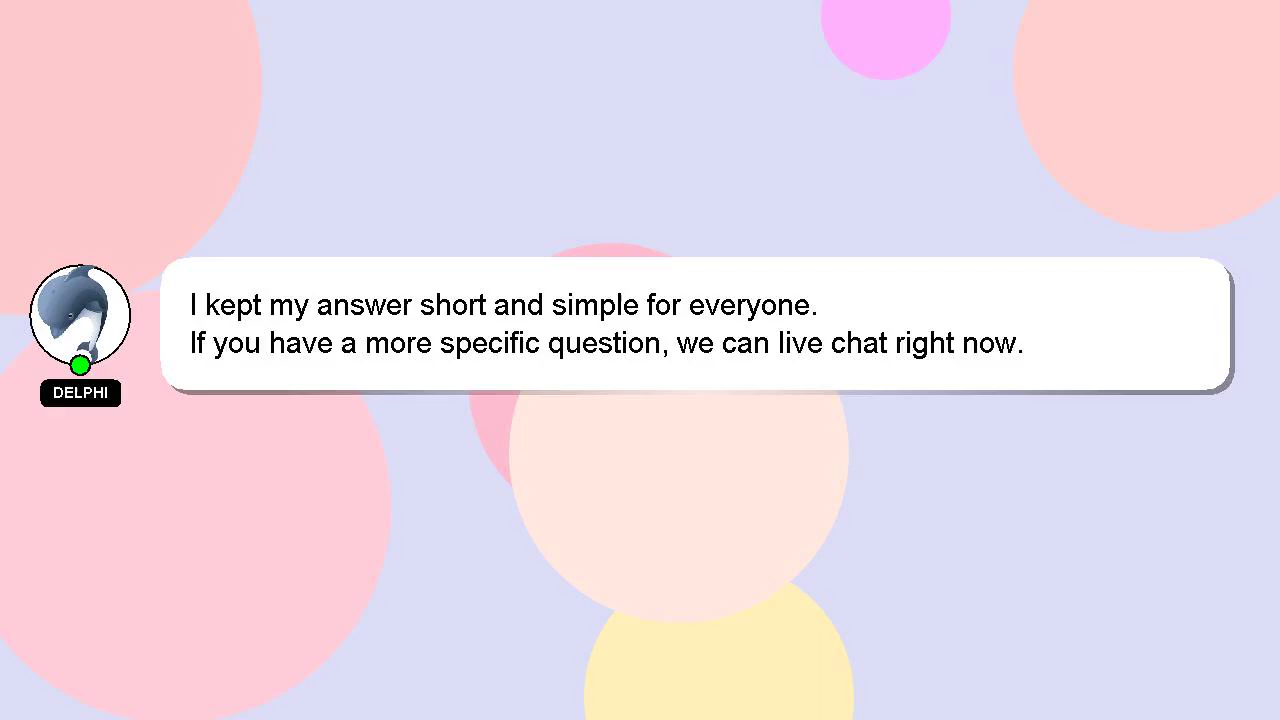 I kept my answer short and simple for everyone.
If you have a more specific question, we can live chat right now.
DELPHI